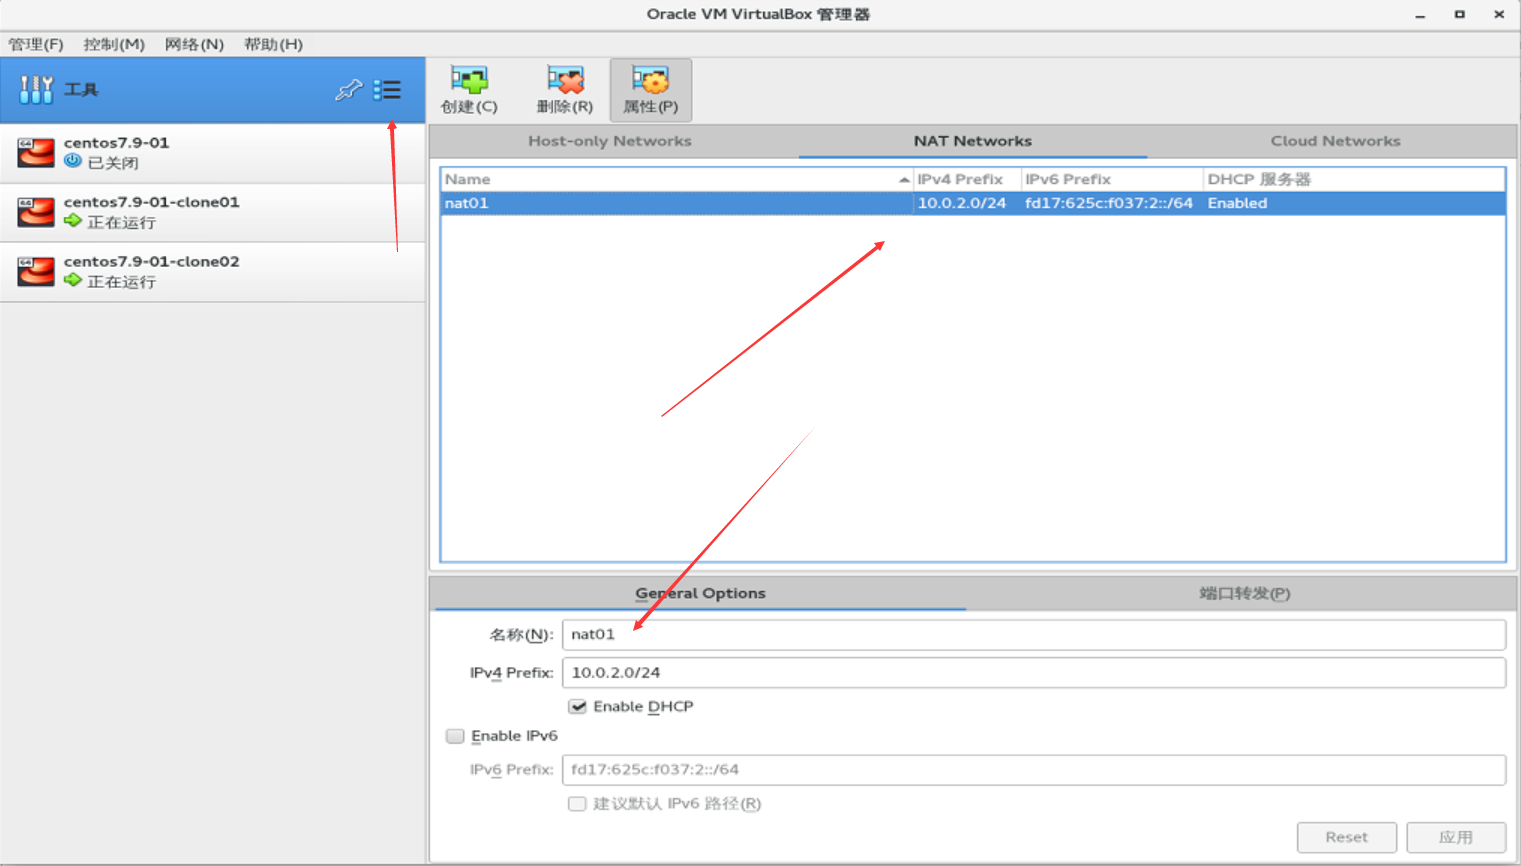 Oracle VM VirtualBox 管理器
管理(F) 控制(M) 网络(N) 帮助(H)
工具
centos7.9-01
已关闭
centos7.9-01-clone01
正在运行
centos7.9-01-clone02
正在运行
创建(C) 删除(R) 属性(P)
Host-only Networks NAT Networks Cloud Networks
Name IPv4 Prefix IPv6 Prefix DHCP 服务器
nat01 10.0.2.0/24 fd17:625c:f037:2::/64 Enabled
General Options 端口转发(P)
名称(N): nat01
IPv4 Prefix: 10.0.2.0/24
Enable DHCP
Enable IPv6
IPv6 Prefix: fd17:625c:f037:2::/64
建议默认 IPv6 路径(R)
Reset 应用